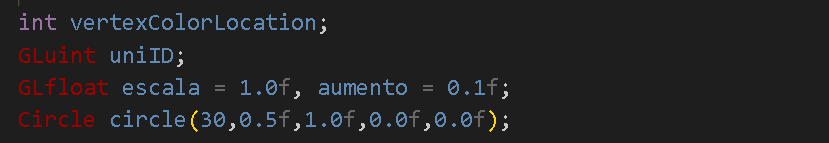 int vertexColorLocation;
GLuint uniID;
GLfloat escala = 1.0f, aumento = 0.1f;
Circle circle(30,0.5f,1.0f,0.0f,0.0f);